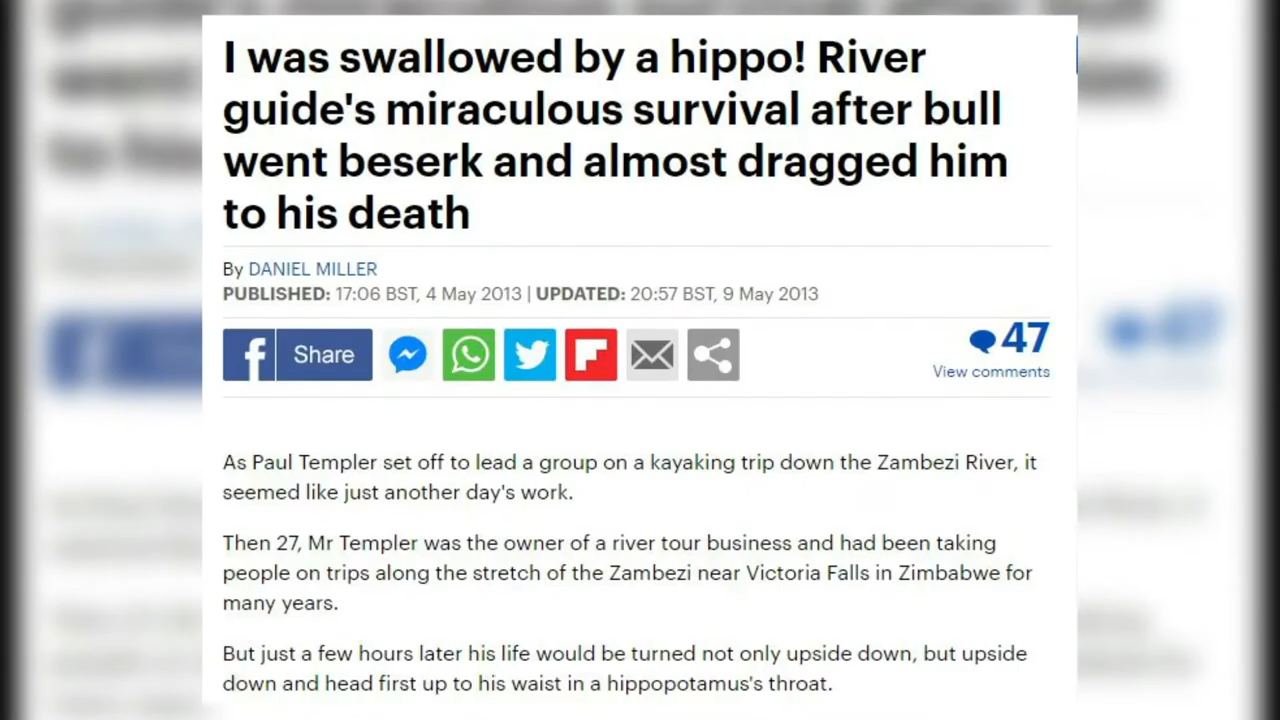 I was swallowed by a hippo! River
guide's miraculous survival after bull
went beserk and almost dragged him
to his death
By DANIEL MILLER
PUBLISHED: 17:06 BST, 4 May 2013 | UPDATED: 20:57 BST, 9 May 2013
Share
47
View comments
As Paul Templer set off to lead a group on a kayaking trip down the Zambezi River, it
seemed like just another day's work.
Then 27, Mr Templer was the owner of a river tour business and had been taking
people on trips along the stretch of the Zambezi near Victoria Falls in Zimbabwe for
many years.
But just a few hours later his life would be turned not only upside down, but upside
down and head first up to his waist in a hippopotamus's throat.